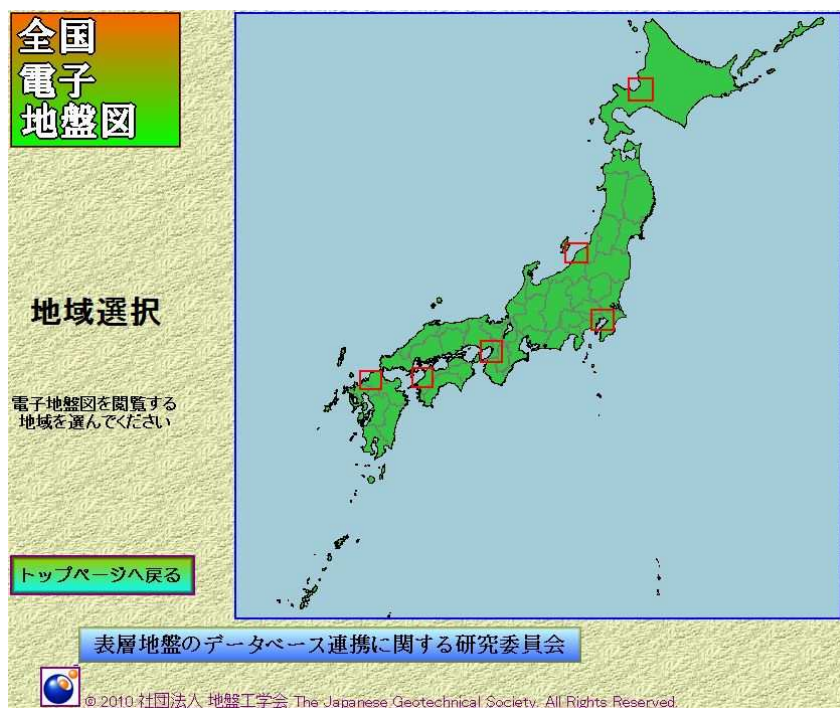 全国
電子
地盤図
地域選択
電子地盤図を閲覧する
地域を選んでください
トップページへ戻る
表層地盤のデータベース連携に関する研究委員会
© 2010 社団法人 地盤工学会 The Japanese Geotechnical Society. All Rights Reserved.